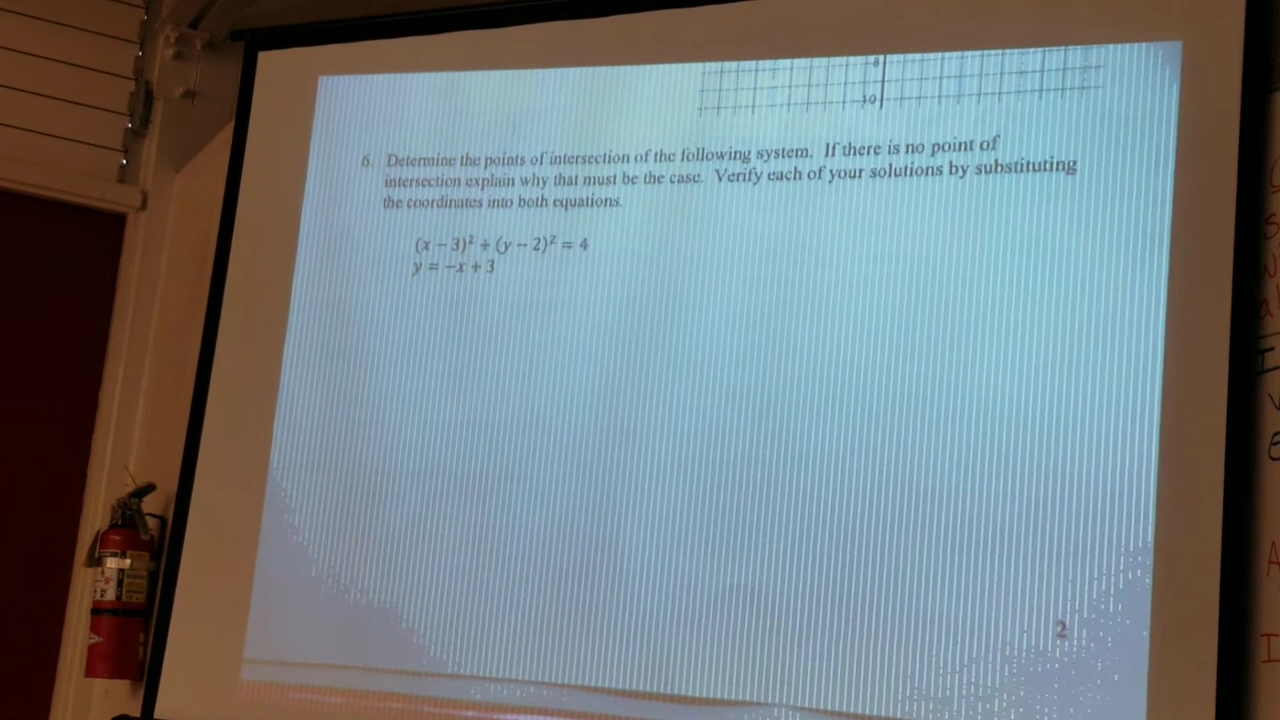 8
10
6. Determine the points of intersection of the following system. If there is no point of
intersection explain why that must be the case. Verify each of your solutions by substituting
the coordinates into both equations.
(x − 3)² + (y − 2)² = 4
y = −x + 3
2